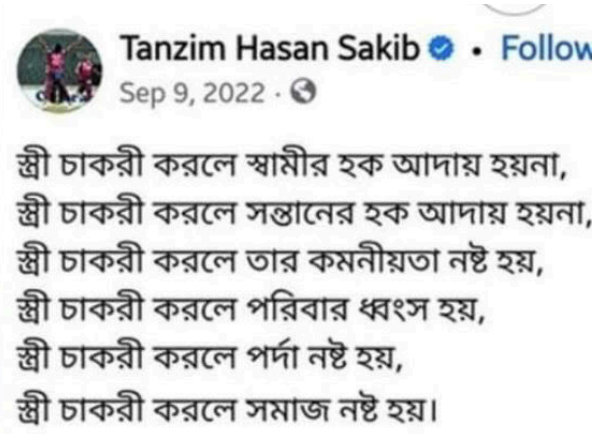 Tanzim Hasan Sakib • Follow
Sep 9, 2022 ·
স্ত্রী চাকরী করলে স্বামীর হক আদায় হয়না,
স্ত্রী চাকরী করলে সন্তানের হক আদায় হয়না,
স্ত্রী চাকরী করলে তার কমনীয়তা নষ্ট হয়,
স্ত্রী চাকরী করলে পরিবার ধ্বংস হয়,
স্ত্রী চাকরী করলে পর্দা নষ্ট হয়,
স্ত্রী চাকরী করলে সমাজ নষ্ট হয়।